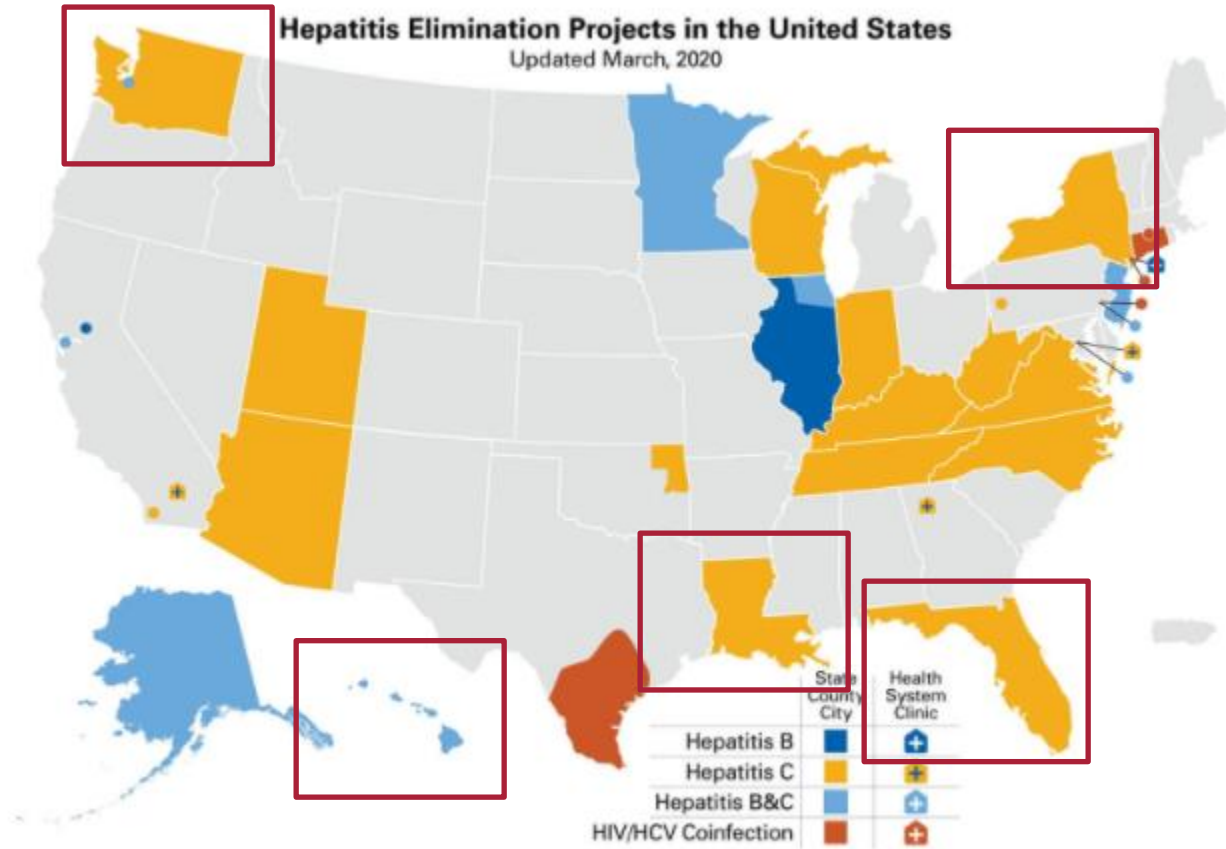 Hepatitis Elimination Projects in the United States
Updated March, 2020
State
County
City
Health
System
Clinic
Hepatitis B
Hepatitis C
Hepatitis B&C
HIV/HCV Coinfection